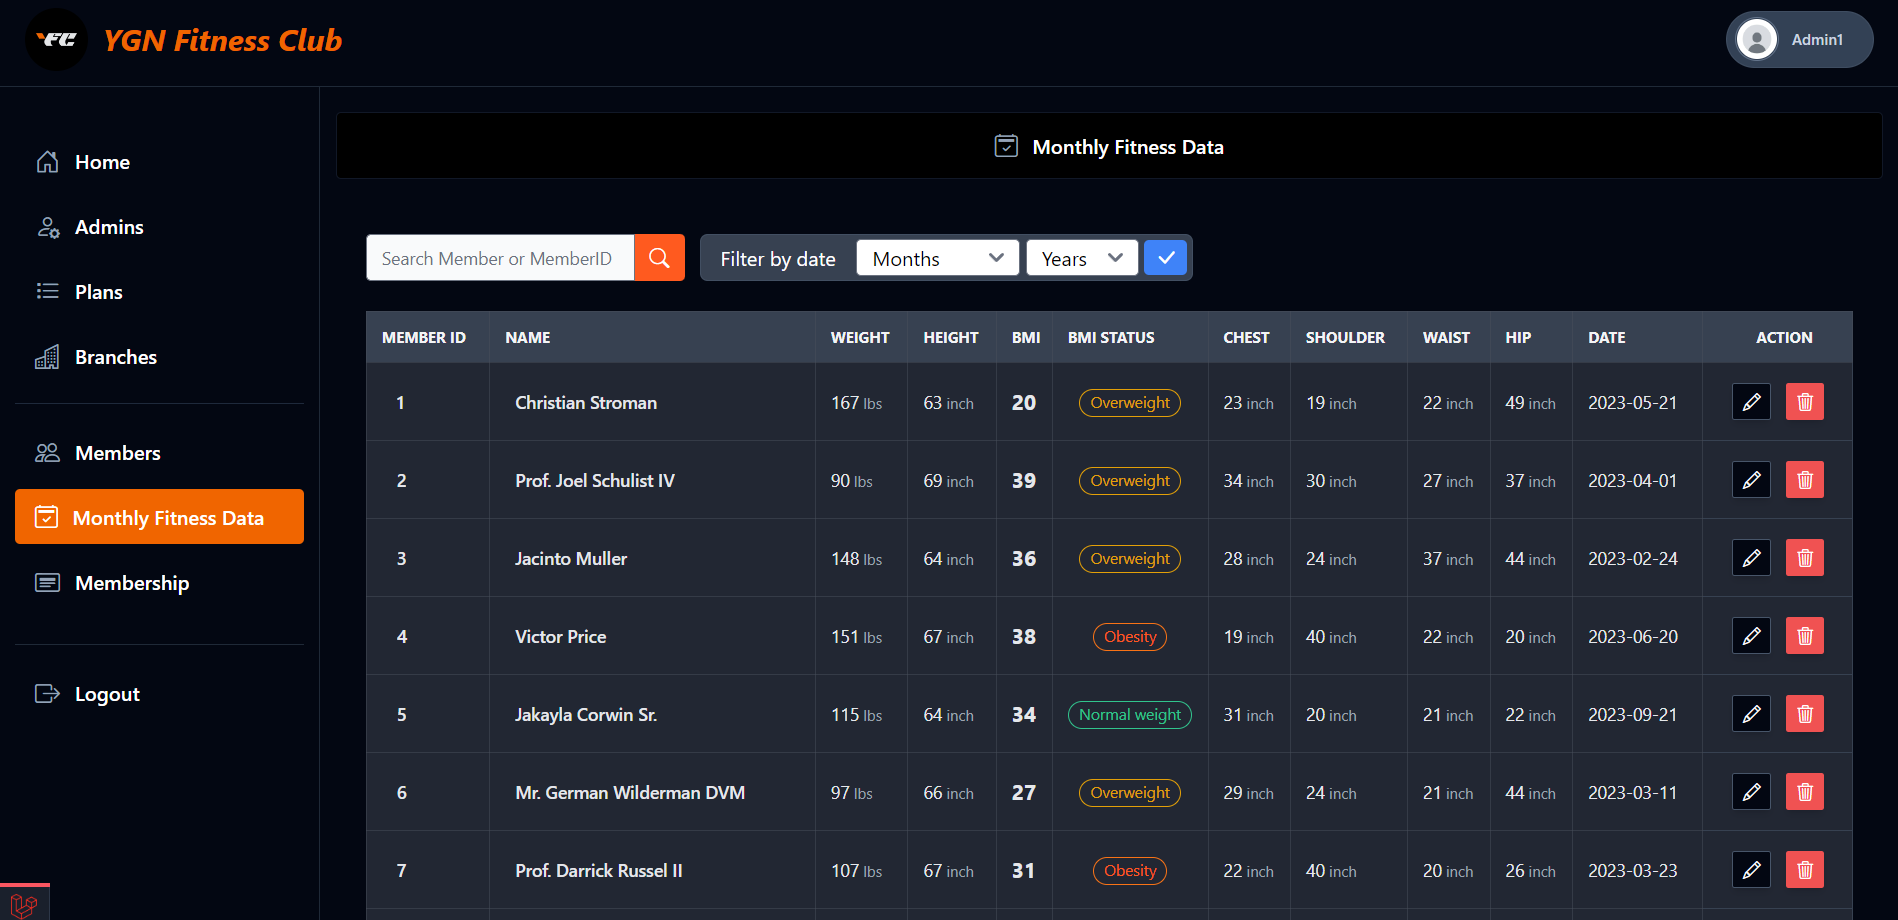 YFC YGN Fitness Club
Admin1
Home
Admins
Plans
Branches
Members
Monthly Fitness Data
Membership
Logout
Monthly Fitness Data
Search Member or MemberID
Filter by date Months Years
MEMBER ID NAME WEIGHT HEIGHT BMI BMI STATUS CHEST SHOULDER WAIST HIP DATE ACTION
1 Christian Stroman 167 lbs 63 inch 20 Overweight 23 inch 19 inch 22 inch 49 inch 2023-05-21
2 Prof. Joel Schulist IV 90 lbs 69 inch 39 Overweight 34 inch 30 inch 27 inch 37 inch 2023-04-01
3 Jacinto Muller 148 lbs 64 inch 36 Overweight 28 inch 24 inch 37 inch 44 inch 2023-02-24
4 Victor Price 151 lbs 67 inch 38 Obesity 19 inch 40 inch 22 inch 20 inch 2023-06-20
5 Jakayla Corwin Sr. 115 lbs 64 inch 34 Normal weight 31 inch 20 inch 21 inch 22 inch 2023-09-21
6 Mr. German Wilderman DVM 97 lbs 66 inch 27 Overweight 29 inch 24 inch 21 inch 44 inch 2023-03-11
7 Prof. Darrick Russel II 107 lbs 67 inch 31 Obesity 22 inch 40 inch 20 inch 26 inch 2023-03-23